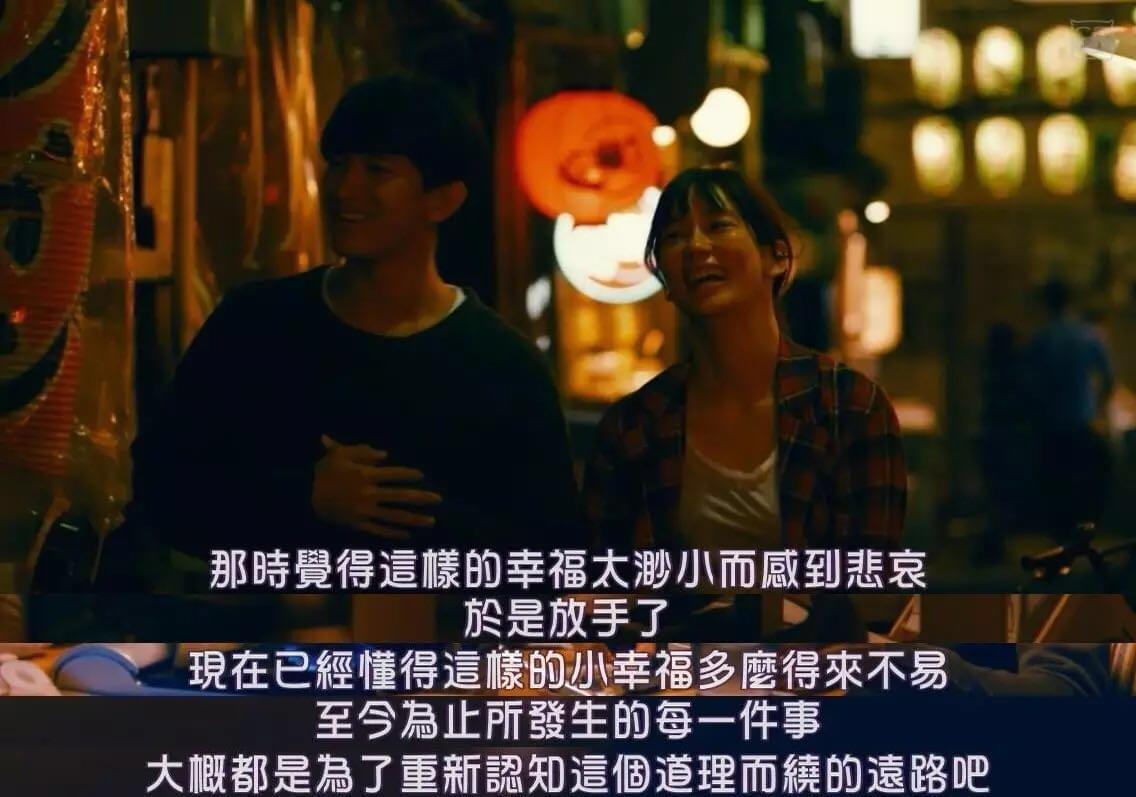 那時覺得這樣的幸福太渺小而感到悲哀
於是放手了
現在已經懂得這樣的小幸福多麼得來不易
至今為止所發生的每一件事
大概都是為了重新認知這個道理而繞的遠路吧